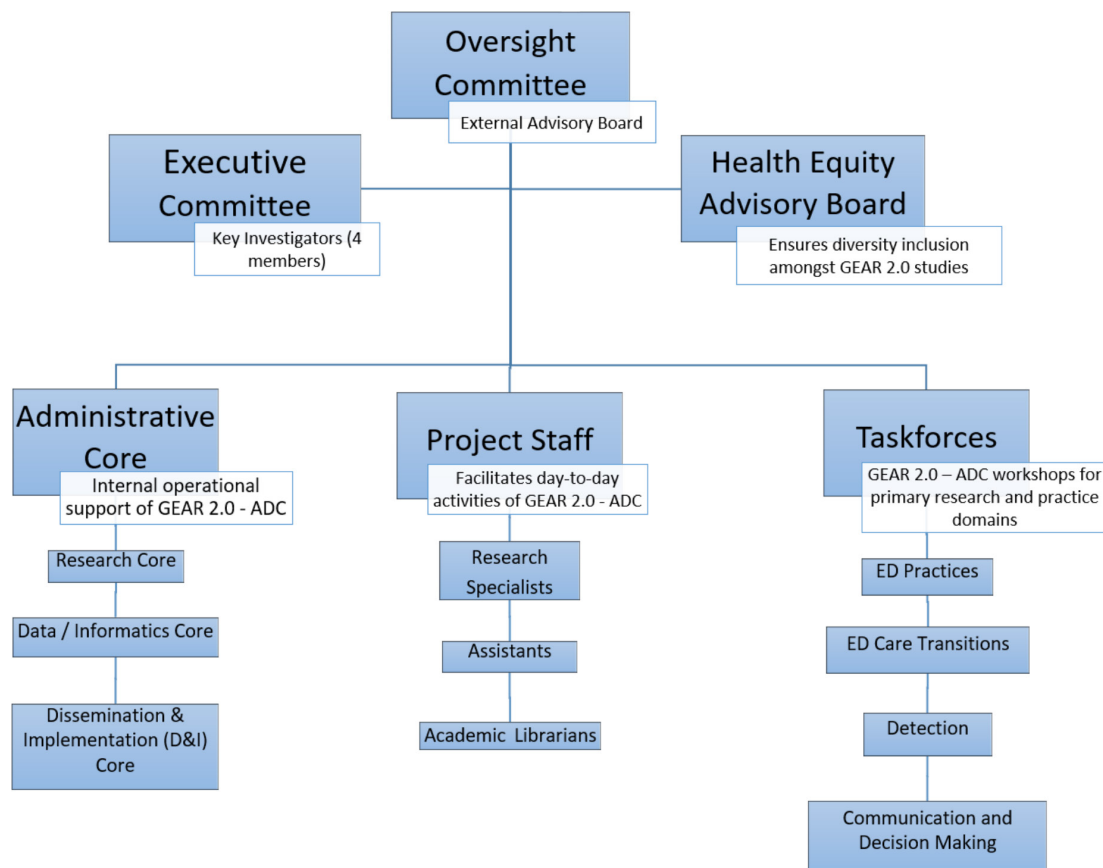 Oversight
Committee
External Advisory Board
Executive
Committee
Key Investigators (4
members)
Health Equity
Advisory Board
Ensures diversity inclusion
amongst GEAR 2.0 studies
Administrative
Core
Internal operational
support of GEAR 2.0 - ADC
Research Core
Data / Informatics Core
Dissemination &
Implementation (D&I)
Core
Project Staff
Facilitates day-to-day
activities of GEAR 2.0 - ADC
Research
Specialists
Assistants
Academic Librarians
Taskforces
GEAR 2.0 – ADC workshops for
primary research and practice
domains
ED Practices
ED Care Transitions
Detection
Communication and
Decision Making